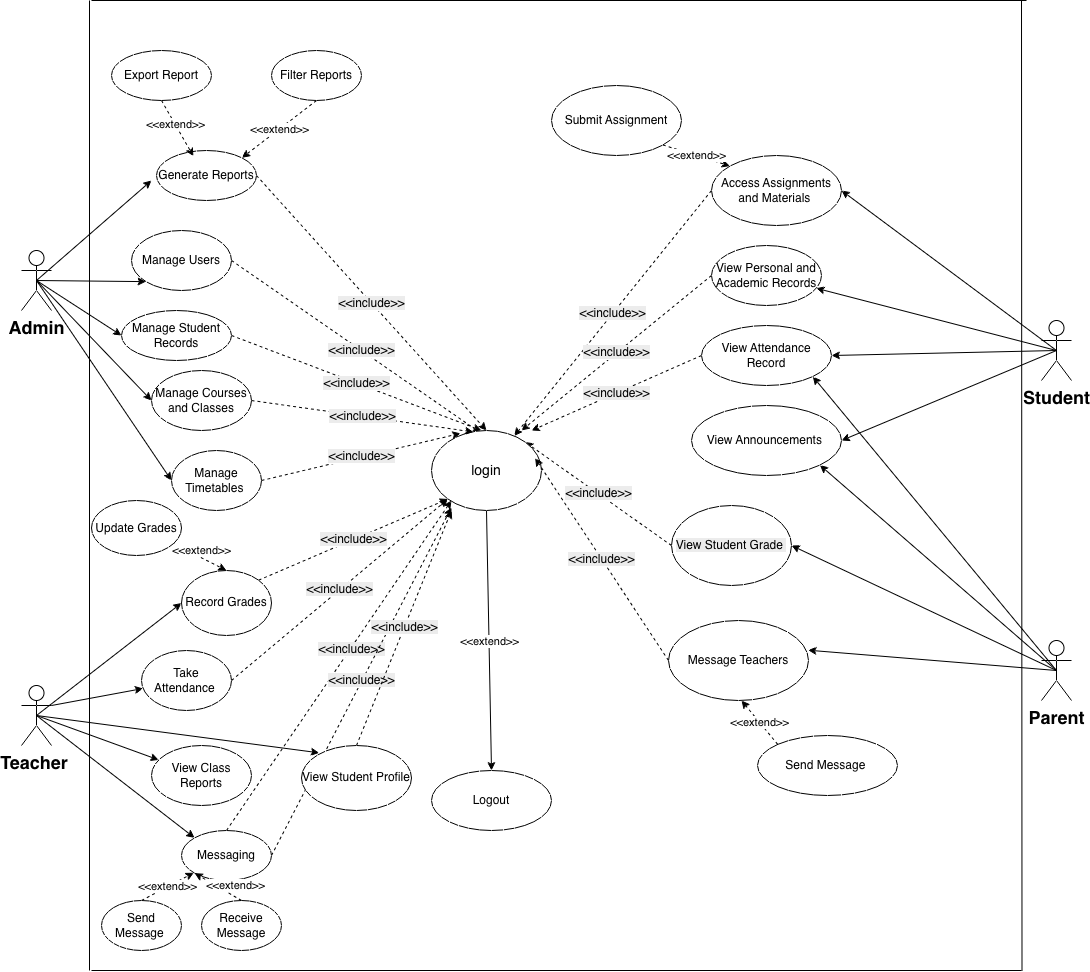 Export Report
Filter Reports
<<extend>>
<<extend>>
Generate Reports
Submit Assignment
<<extend>>
Access Assignments
and Materials
Manage Users
View Personal and
Academic Records
<<include>>
<<include>>
Admin
Manage Student
Records
<<include>>
<<include>>
View Attendance
Record
<<include>>
<<include>>
Student
Manage Courses
and Classes
<<include>>
View Announcements
<<include>>
login
Manage
Timetables
<<include>>
Update Grades
<<extend>>
<<include>>
View Student Grade
<<include>>
<<include>>
Record Grades
<<include>>
<<include>>
<<extend>>
<<include>>
Message Teachers
Take
Attendance
<<include>>
Parent
<<extend>>
Teacher
View Class
Reports
View Student Profile
Send Message
Logout
Messaging
<<extend>>
<<extend>>
Send
Message
Receive
Message